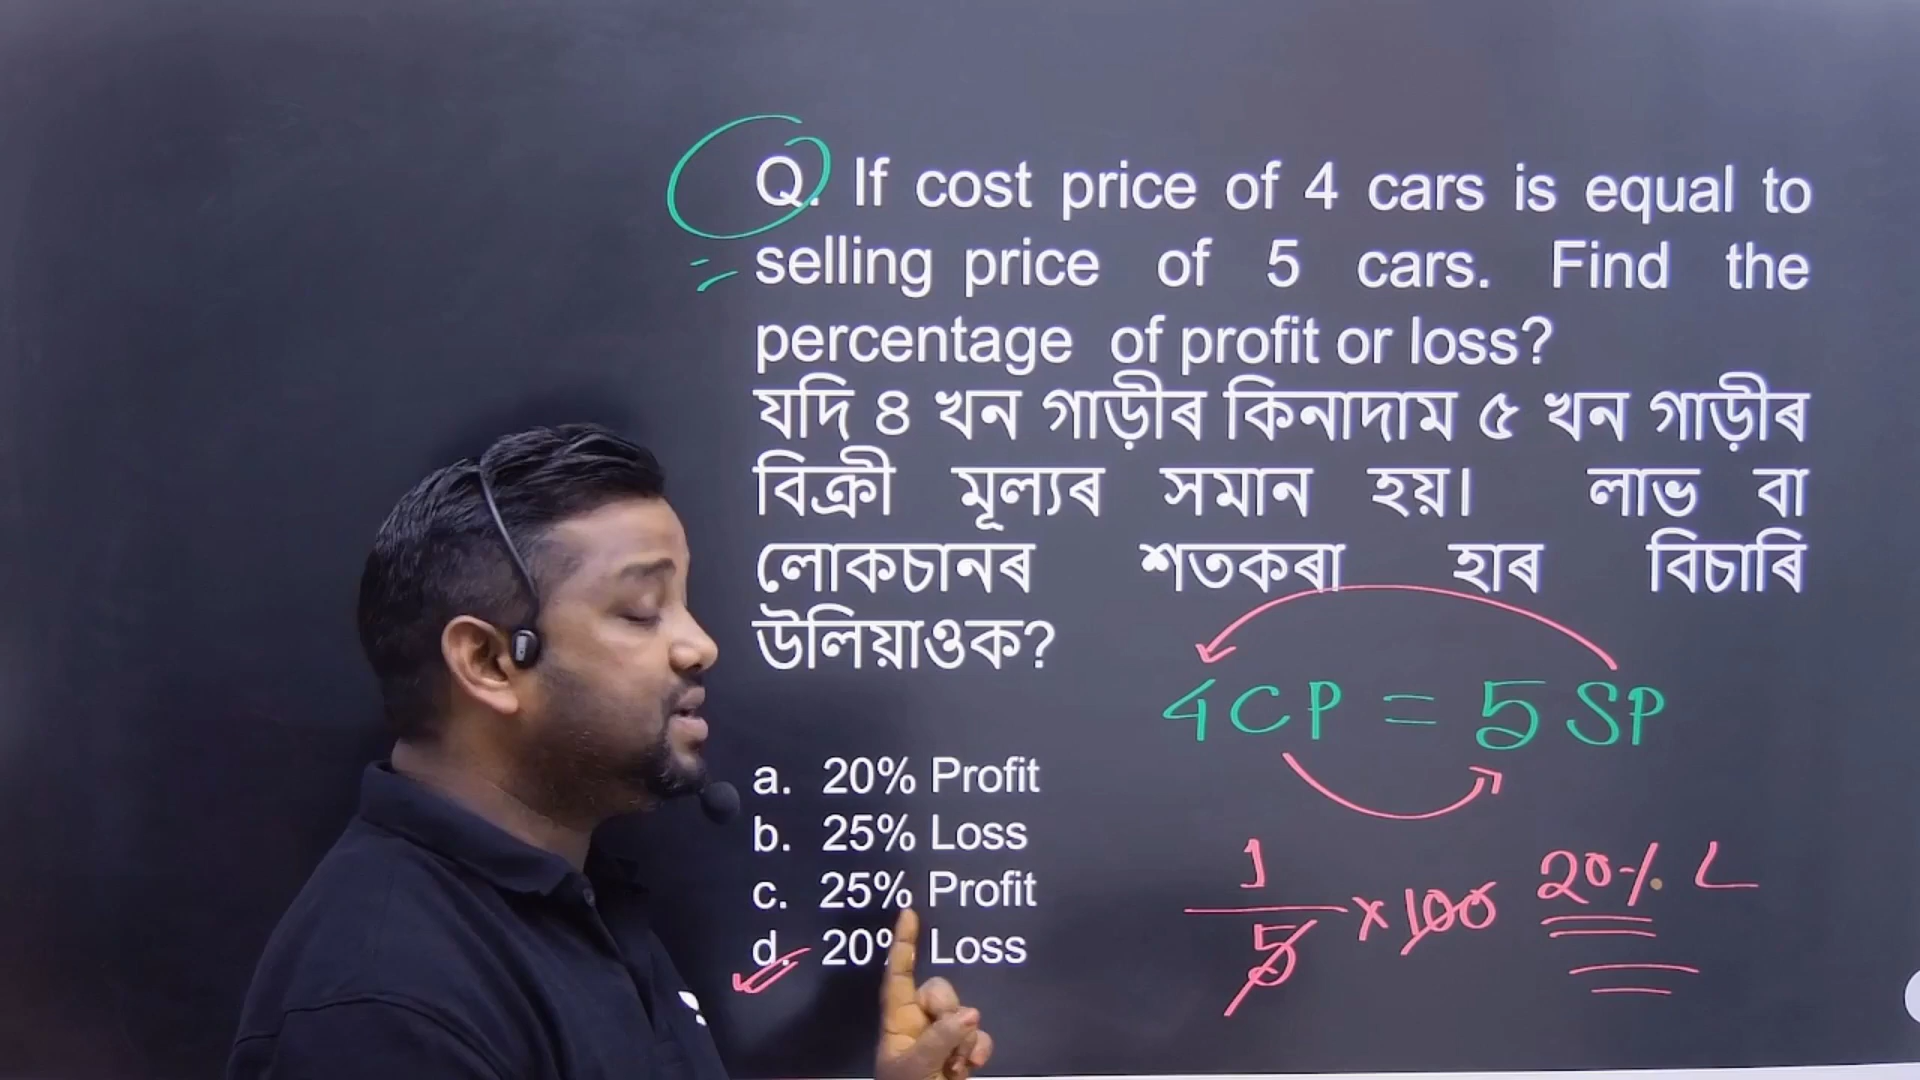 Q. If cost price of 4 cars is equal to
selling price of 5 cars. Find the
percentage of profit or loss?
যদি ৪ খন গাড়ীৰ কিনাদাম ৫ খন গাড়ীৰ
বিক্ৰী মূল্যৰ সমান হয়। লাভ বা
লোকচানৰ শতকৰা হাৰ বিচাৰি
উলিয়াওক?
4CP = 5SP
a. 20% Profit
b. 25% Loss
c. 25% Profit
d. 20% Loss
1/5 x 100 20% L